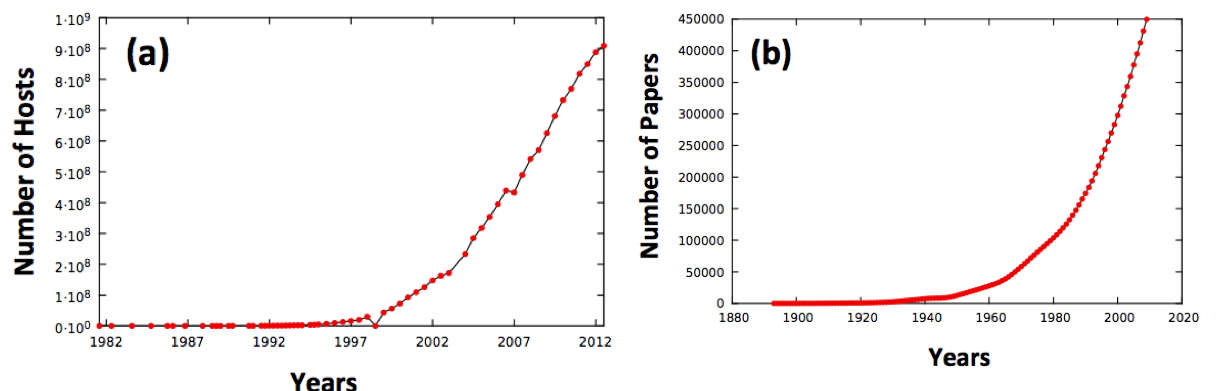 (a)
Number of Hosts
1·10⁹
9·10⁸
8·10⁸
7·10⁸
6·10⁸
5·10⁸
4·10⁸
3·10⁸
2·10⁸
1·10⁸
0·10⁰
1982 1987 1992 1997 2002 2007 2012
Years
(b)
Number of Papers
450000
400000
350000
300000
250000
200000
150000
100000
50000
0
1880 1900 1920 1940 1960 1980 2000 2020
Years